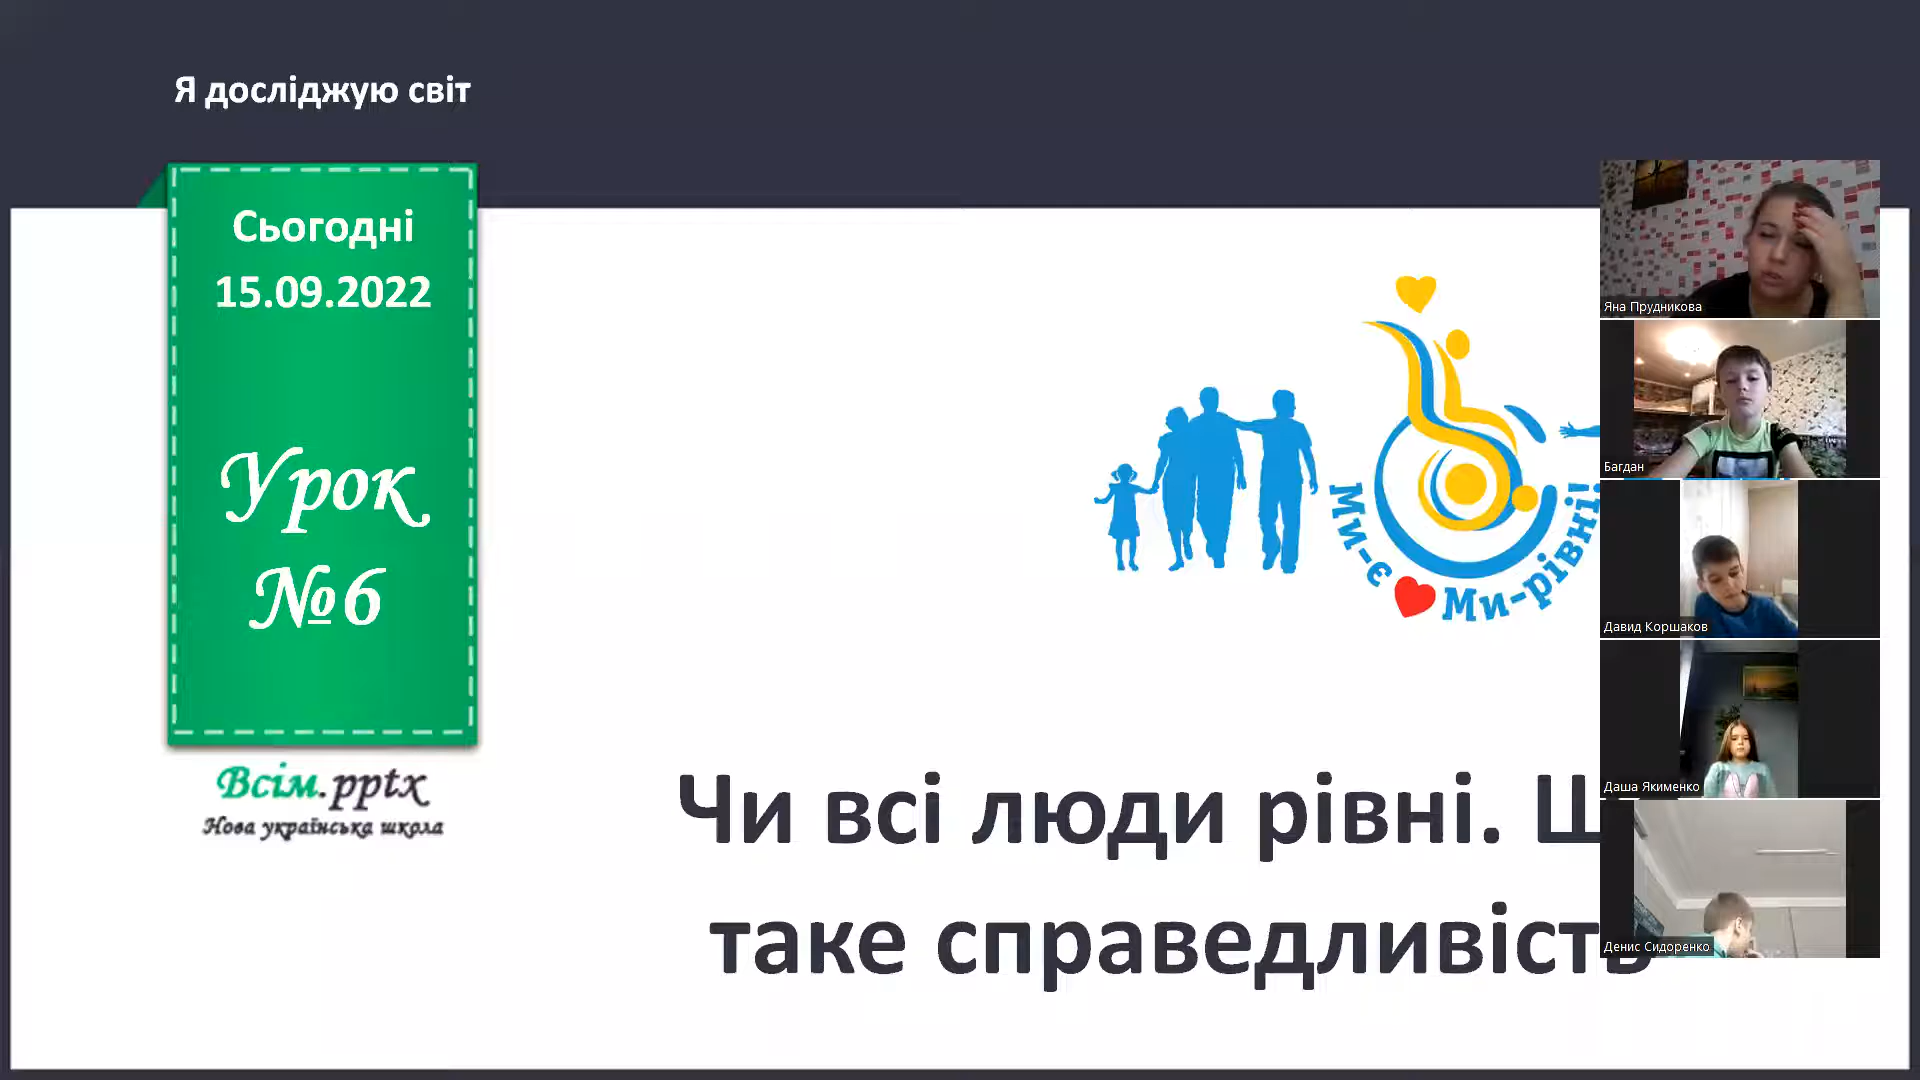 Я досліджую світ
Сьогодні
15.09.2022
Урок
№6
Всім.pptx
Нова українська школа
Ми-є Ми-рівні!
Чи всі люди рівні.
таке справедливість
Яна Прудникова
Багдан
Давид Коршаков
Даша Якименко
Денис Сидоренко